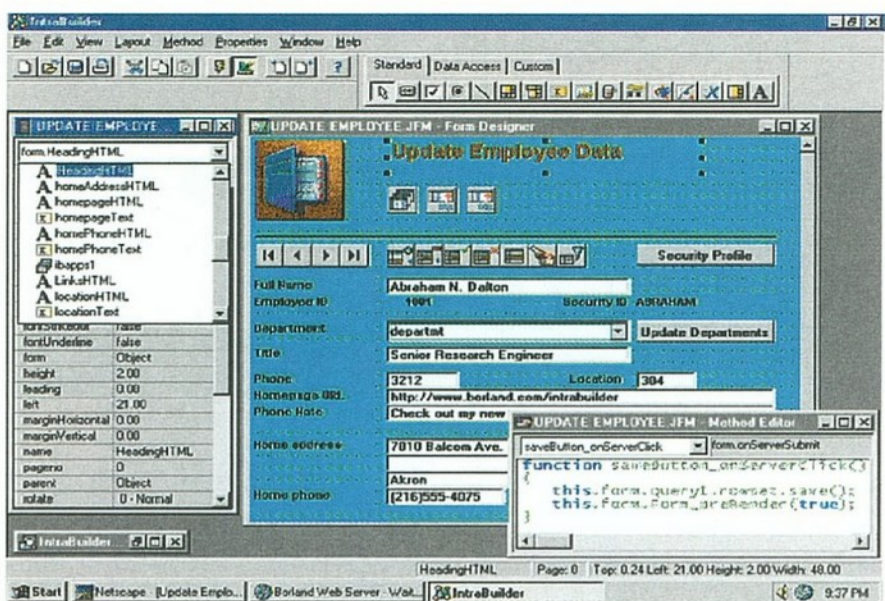 IntraBuilder
File Edit View Layout Method Properties Window Help
Standard Data Access Custom
UPDATE EMPLOYE...
form.HeadingHTML
HeadingHTML
homeAddressHTML
homepageHTML
homepageText
homePhoneHTML
homePhoneText
ibapps1
LinksHTML
locationHTML
locationText
fontStrikeout false
fontUnderline false
form Object
height 2.00
leading 0.00
left 21.00
marginHorizontal 0.00
marginVertical 0.00
name HeadingHTML
pageno 0
parent Object
rotate 0 - Normal
UPDATE EMPLOYEE.JFM - Form Designer
Update Employee Data
Security Profile
Full Name Abraham N. Dalton
Employee ID 1001 Security ID ABRAHAM
Department departmt Update Departments
Title Senior Research Engineer
Phone 3212 Location 304
Homepage URL http://www.borland.com/intrabuilder
Phone Note Check out my new
Home address 7010 Balcom Ave.
Akron
Home phone (216)555-4075
UPDATE EMPLOYEE.JFM - Method Editor
saveButton_onServerClick form.onServerSubmit
function saveButton_onServerClick()
{
this.form.query1.rowset.save();
this.form.Form_preRender(true);
}
IntraBuilder
HeadingHTML Page: 0 Top: 0.24 Left: 21.00 Height: 2.00 Width: 48.00
Start Netscape - [Update Emplo... Borland Web Server - Wait... IntraBuilder 9:37 PM